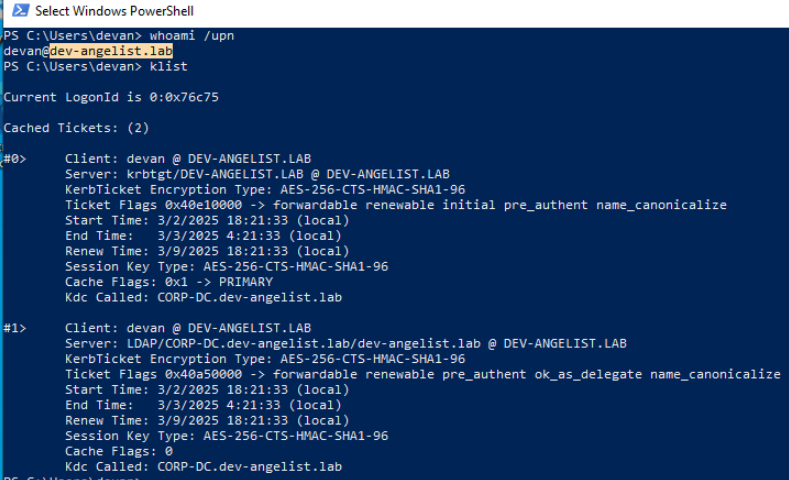 Select Windows PowerShell
PS C:\Users\devan> whoami /upn
devan@dev-angelist.lab
PS C:\Users\devan> klist
Current LogonId is 0:0x76c75
Cached Tickets: (2)
#0>     Client: devan @ DEV-ANGELIST.LAB
        Server: krbtgt/DEV-ANGELIST.LAB @ DEV-ANGELIST.LAB
        KerbTicket Encryption Type: AES-256-CTS-HMAC-SHA1-96
        Ticket Flags 0x40e10000 -> forwardable renewable initial pre_authent name_canonicalize
        Start Time: 3/2/2025 18:21:33 (local)
        End Time:   3/3/2025 4:21:33 (local)
        Renew Time: 3/9/2025 18:21:33 (local)
        Session Key Type: AES-256-CTS-HMAC-SHA1-96
        Cache Flags: 0x1 -> PRIMARY
        Kdc Called: CORP-DC.dev-angelist.lab
#1>     Client: devan @ DEV-ANGELIST.LAB
        Server: LDAP/CORP-DC.dev-angelist.lab/dev-angelist.lab @ DEV-ANGELIST.LAB
        KerbTicket Encryption Type: AES-256-CTS-HMAC-SHA1-96
        Ticket Flags 0x40a50000 -> forwardable renewable pre_authent ok_as_delegate name_canonicalize
        Start Time: 3/2/2025 18:21:33 (local)
        End Time:   3/3/2025 4:21:33 (local)
        Renew Time: 3/9/2025 18:21:33 (local)
        Session Key Type: AES-256-CTS-HMAC-SHA1-96
        Cache Flags: 0
        Kdc Called: CORP-DC.dev-angelist.lab